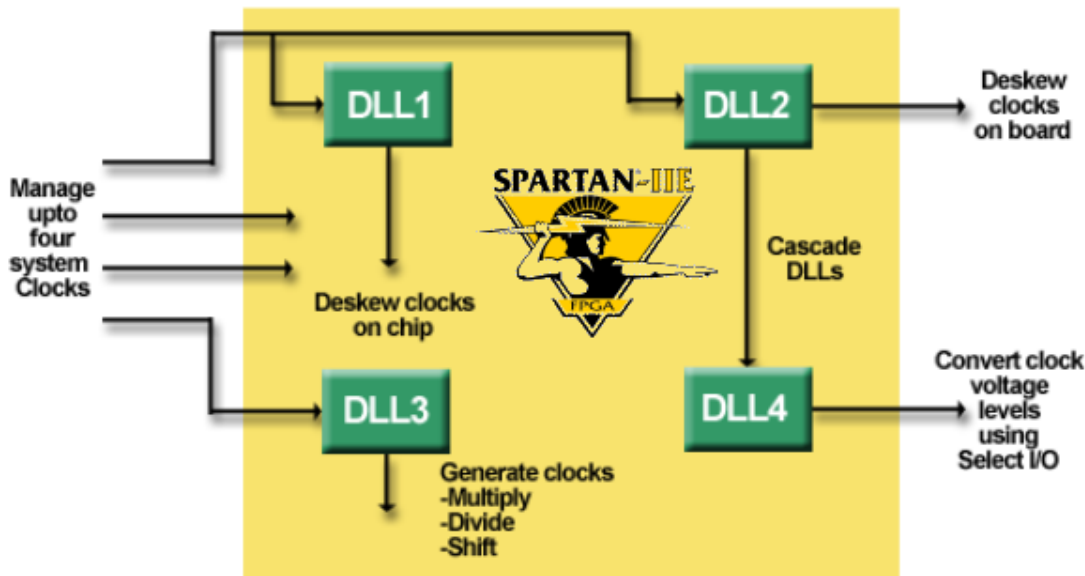 DLL1
DLL2
Deskew
clocks
on board
Manage
upto
four
system
Clocks
SPARTAN-IIE
FPGA
Cascade
DLLs
Deskew clocks
on chip
DLL3
DLL4
Convert clock
voltage
levels
using
Select I/O
Generate clocks
-Multiply
-Divide
-Shift